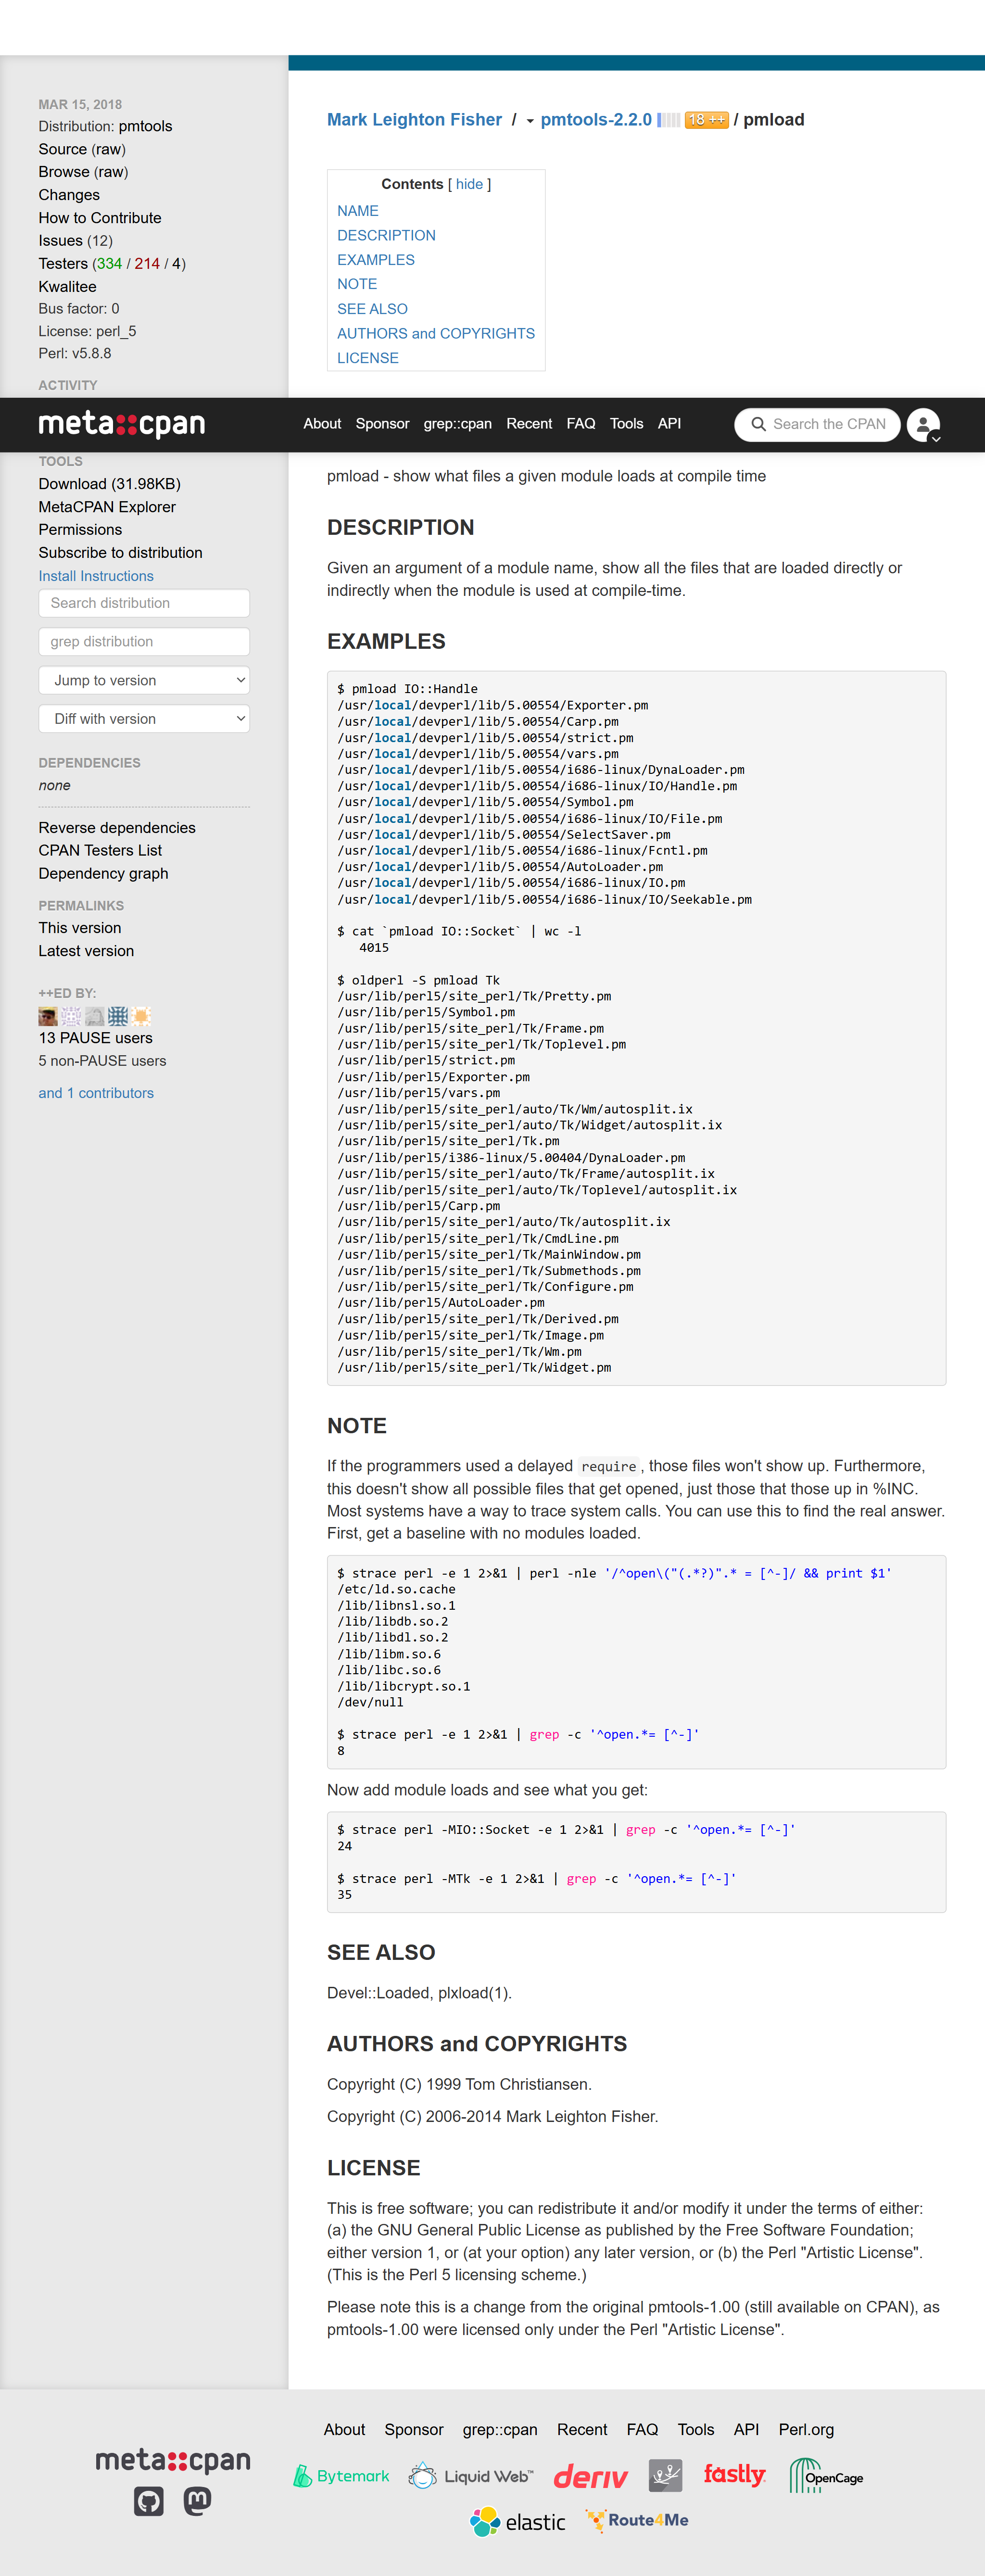 MAR 15, 2018
Distribution: pmtools
Source (raw)
Browse (raw)
Changes
How to Contribute
Issues (12)
Testers (334 / 214 / 4)
Kwalitee
Bus factor: 0
License: perl_5
Perl: v5.8.8
ACTIVITY
Mark Leighton Fisher / pmtools-2.2.0 18 ++ / pmload
Contents [ hide ]
NAME
DESCRIPTION
EXAMPLES
NOTE
SEE ALSO
AUTHORS and COPYRIGHTS
LICENSE
meta::cpan About Sponsor grep::cpan Recent FAQ Tools API Search the CPAN
TOOLS
Download (31.98KB)
MetaCPAN Explorer
Permissions
Subscribe to distribution
Install Instructions
Search distribution
grep distribution
Jump to version
Diff with version
DEPENDENCIES
none
Reverse dependencies
CPAN Testers List
Dependency graph
PERMALINKS
This version
Latest version
++ED BY:
13 PAUSE users
5 non-PAUSE users
and 1 contributors
pmload - show what files a given module loads at compile time
DESCRIPTION
Given an argument of a module name, show all the files that are loaded directly or
indirectly when the module is used at compile-time.
EXAMPLES
$ pmload IO::Handle
/usr/local/devperl/lib/5.00554/Exporter.pm
/usr/local/devperl/lib/5.00554/Carp.pm
/usr/local/devperl/lib/5.00554/strict.pm
/usr/local/devperl/lib/5.00554/vars.pm
/usr/local/devperl/lib/5.00554/i686-linux/DynaLoader.pm
/usr/local/devperl/lib/5.00554/i686-linux/IO/Handle.pm
/usr/local/devperl/lib/5.00554/Symbol.pm
/usr/local/devperl/lib/5.00554/i686-linux/IO/File.pm
/usr/local/devperl/lib/5.00554/SelectSaver.pm
/usr/local/devperl/lib/5.00554/i686-linux/Fcntl.pm
/usr/local/devperl/lib/5.00554/AutoLoader.pm
/usr/local/devperl/lib/5.00554/i686-linux/IO.pm
/usr/local/devperl/lib/5.00554/i686-linux/IO/Seekable.pm
$ cat `pmload IO::Socket` | wc -l
4015
$ oldperl -S pmload Tk
/usr/lib/perl5/site_perl/Tk/Pretty.pm
/usr/lib/perl5/Symbol.pm
/usr/lib/perl5/site_perl/Tk/Frame.pm
/usr/lib/perl5/site_perl/Tk/Toplevel.pm
/usr/lib/perl5/strict.pm
/usr/lib/perl5/Exporter.pm
/usr/lib/perl5/vars.pm
/usr/lib/perl5/site_perl/auto/Tk/Wm/autosplit.ix
/usr/lib/perl5/site_perl/auto/Tk/Widget/autosplit.ix
/usr/lib/perl5/site_perl/Tk.pm
/usr/lib/perl5/i386-linux/5.00404/DynaLoader.pm
/usr/lib/perl5/site_perl/auto/Tk/Frame/autosplit.ix
/usr/lib/perl5/site_perl/auto/Tk/Toplevel/autosplit.ix
/usr/lib/perl5/Carp.pm
/usr/lib/perl5/site_perl/auto/Tk/autosplit.ix
/usr/lib/perl5/site_perl/Tk/CmdLine.pm
/usr/lib/perl5/site_perl/Tk/MainWindow.pm
/usr/lib/perl5/site_perl/Tk/Submethods.pm
/usr/lib/perl5/site_perl/Tk/Configure.pm
/usr/lib/perl5/AutoLoader.pm
/usr/lib/perl5/site_perl/Tk/Derived.pm
/usr/lib/perl5/site_perl/Tk/Image.pm
/usr/lib/perl5/site_perl/Tk/Wm.pm
/usr/lib/perl5/site_perl/Tk/Widget.pm
NOTE
If the programmers used a delayed require, those files won't show up. Furthermore,
this doesn't show all possible files that get opened, just those that those up in %INC.
Most systems have a way to trace system calls. You can use this to find the real answer.
First, get a baseline with no modules loaded.
$ strace perl -e 1 2>&1 | perl -nle '/^open\("(.*?)".* = [^-]/ && print $1'
/etc/ld.so.cache
/lib/libnsl.so.1
/lib/libdb.so.2
/lib/libdl.so.2
/lib/libm.so.6
/lib/libc.so.6
/lib/libcrypt.so.1
/dev/null
$ strace perl -e 1 2>&1 | grep -c '^open.*= [^-]'
8
Now add module loads and see what you get:
$ strace perl -MIO::Socket -e 1 2>&1 | grep -c '^open.*= [^-]'
24
$ strace perl -MTk -e 1 2>&1 | grep -c '^open.*= [^-]'
35
SEE ALSO
Devel::Loaded, plxload(1).
AUTHORS and COPYRIGHTS
Copyright (C) 1999 Tom Christiansen.
Copyright (C) 2006-2014 Mark Leighton Fisher.
LICENSE
This is free software; you can redistribute it and/or modify it under the terms of either:
(a) the GNU General Public License as published by the Free Software Foundation;
either version 1, or (at your option) any later version, or (b) the Perl "Artistic License".
(This is the Perl 5 licensing scheme.)
Please note this is a change from the original pmtools-1.00 (still available on CPAN), as
pmtools-1.00 were licensed only under the Perl "Artistic License".
About Sponsor grep::cpan Recent FAQ Tools API Perl.org
meta::cpan
Bytemark Liquid Web deriv fastly OpenCage
elastic Route4Me